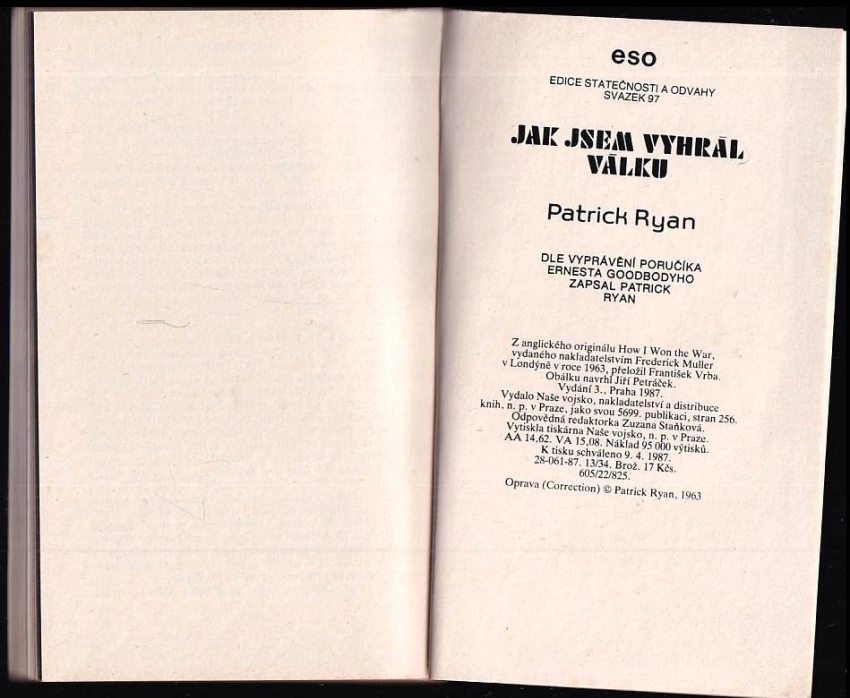 eso
EDICE STATEČNOSTI A ODVAHY
SVAZEK 97
JAK JSEM VYHRÁL
VÁLKU
Patrick Ryan
DLE VYPRÁVĚNÍ PORUČÍKA
ERNESTA GOODBODYHO
ZAPSAL PATRICK
RYAN
Z anglického originálu How I Won the War,
vydaného nakladatelstvím Frederick Muller
v Londýně v roce 1963, přeložil František Vrba.
Obálku navrhl Jiří Petráček.
Vydání 3., Praha 1987.
Vydalo Naše vojsko, nakladatelství a distribuce
knih, n. p. v Praze, jako svou 5699. publikaci, stran 256.
Odpovědná redaktorka Zuzana Staňková.
Vytiskla tiskárna Naše vojsko, n. p. v Praze.
AA 14,62. VA 15,08. Náklad 95 000 výtisků.
K tisku schváleno 9. 4. 1987.
28-061-87. 13/34. Brož. 17 Kčs.
605/22/825.
Oprava (Correction) © Patrick Ryan, 1963